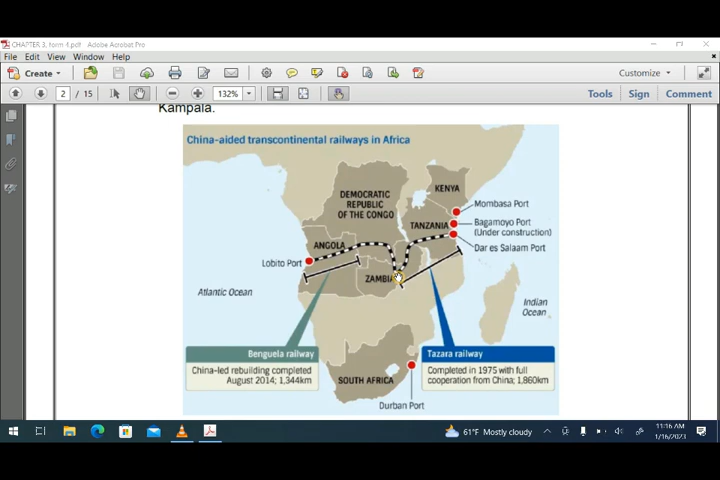 CHAPTER 3, form 4.pdf - Adobe Acrobat Pro
File Edit View Window Help
Create
Customize
2 / 15
132%
Tools Sign Comment
Kampala.
China-aided transcontinental railways in Africa
KENYA
DEMOCRATIC
REPUBLIC
OF THE CONGO
Mombasa Port
TANZANIA
Bagamoyo Port
(Under construction)
ANGOLA
Dar es Salaam Port
Lobito Port
ZAMBIA
Atlantic Ocean
Indian
Ocean
Benguela railway
China-led rebuilding completed
August 2014; 1,344km
Tazara railway
Completed in 1975 with full
cooperation from China; 1,860km
SOUTH AFRICA
Durban Port
61°F Mostly cloudy
11:16 AM
1/16/2023